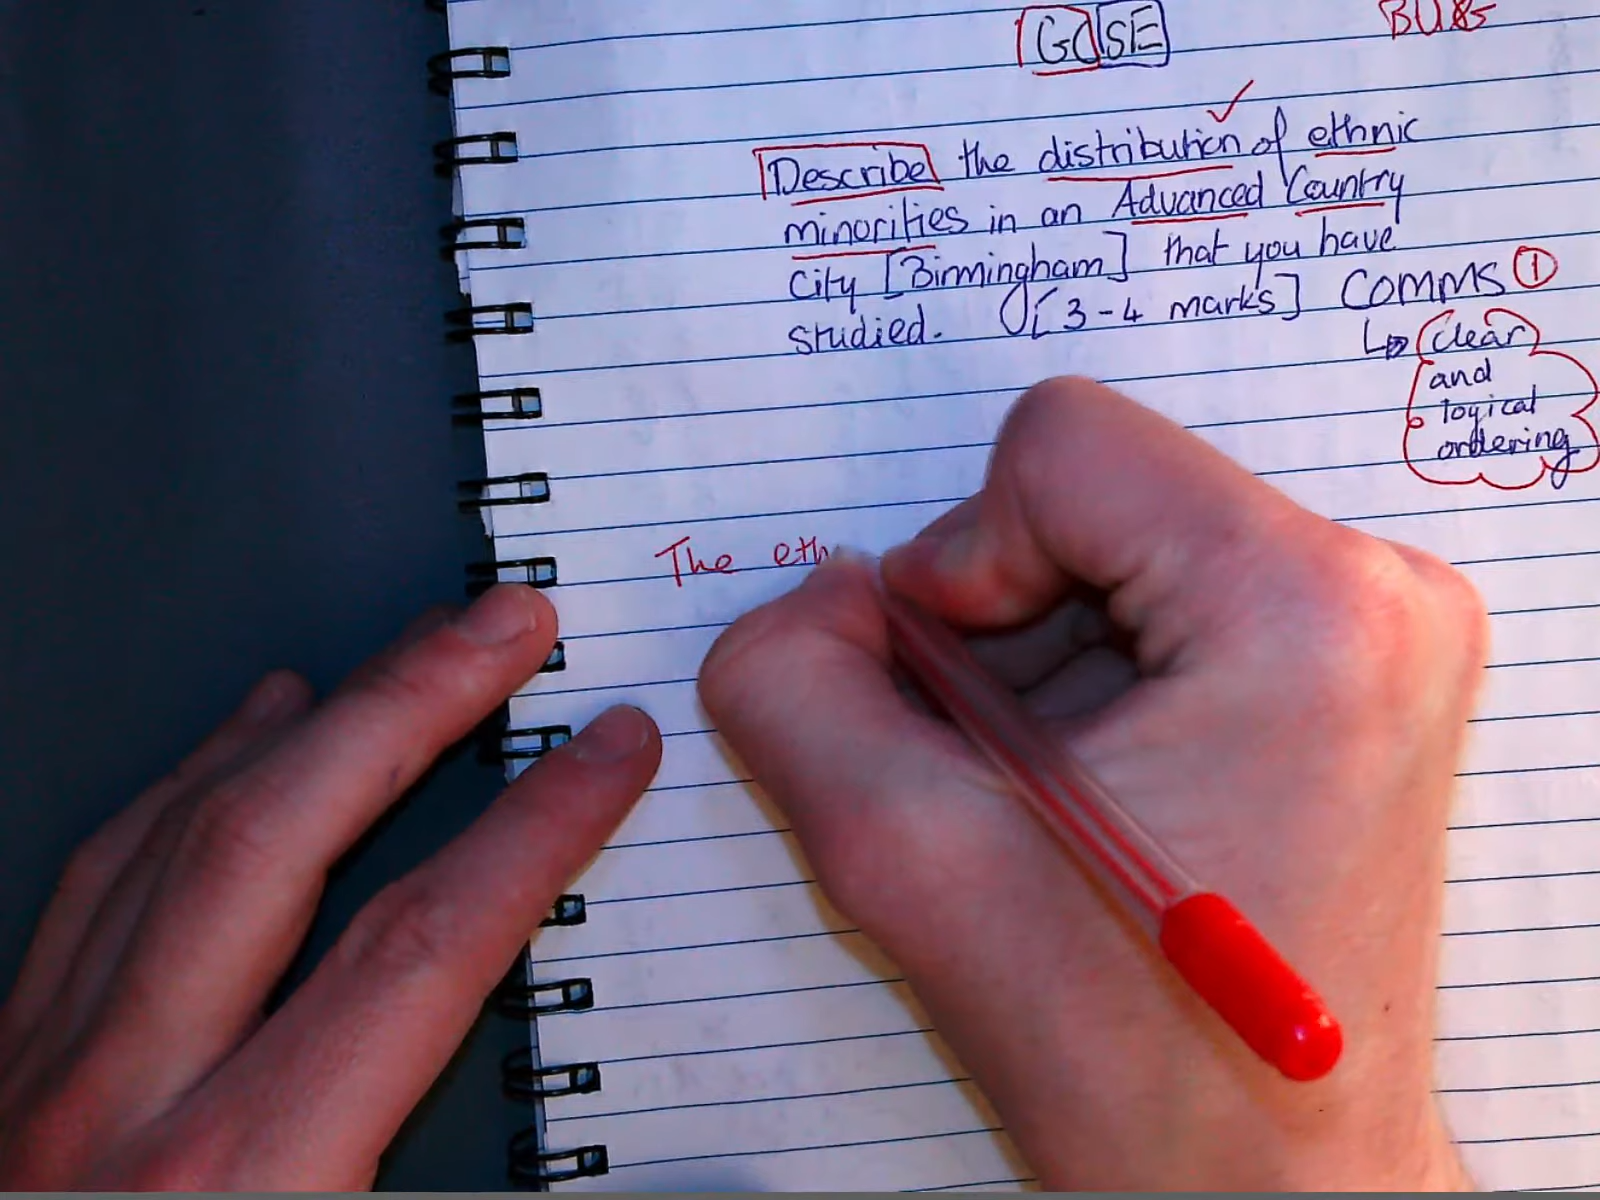 GCSE
Describe the distribution of ethnic
minorities in an Advanced Country
City [Birmingham] that you have
studied. [3-4 marks] COMMS 1
clear
and
logical
ordering
The eth